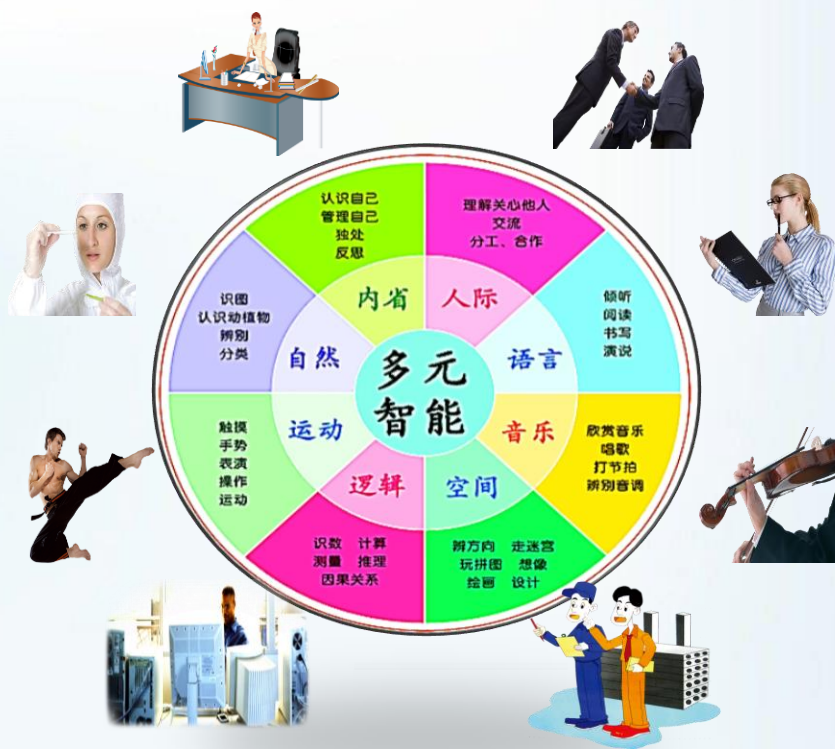 多元
智能
内省
认识自己
管理自己
独处
反思
人际
理解关心他人
交流
分工、合作
语言
倾听
阅读
书写
演说
音乐
欣赏音乐
唱歌
打节拍
辨别音调
空间
辨方向 走迷宫
玩拼图 想像
绘画 设计
逻辑
识数 计算
测量 推理
因果关系
运动
触摸
手势
表演
操作
运动
自然
识图
认识动植物
辨别
分类